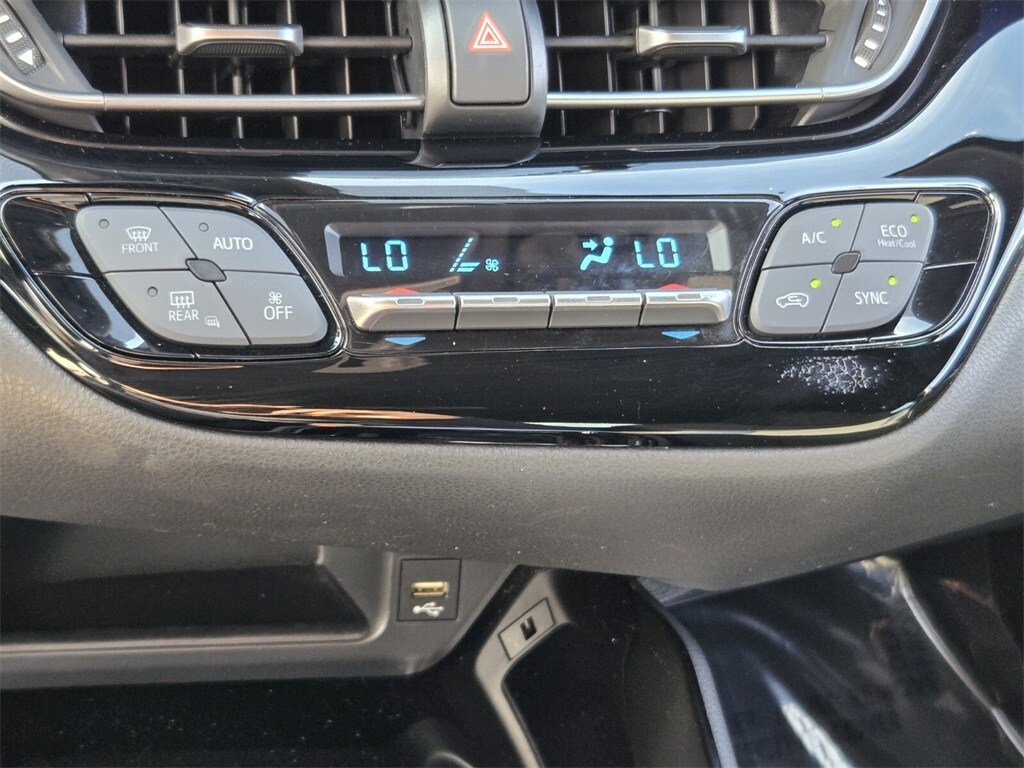 FRONT
AUTO
REAR
OFF
LO
LO
A/C
ECO
Heat/Cool
SYNC